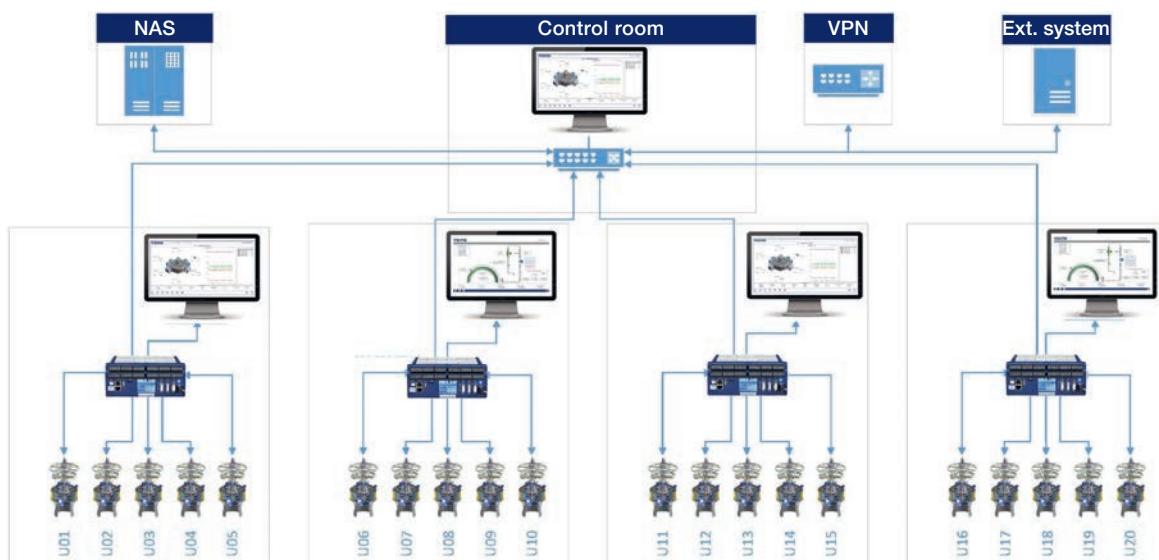 NAS
Control room
VPN
Ext. system
U01
U02
U03
U04
U05
U06
U07
U08
U09
U10
U11
U12
U13
U14
U15
U16
U17
U18
U19
U20